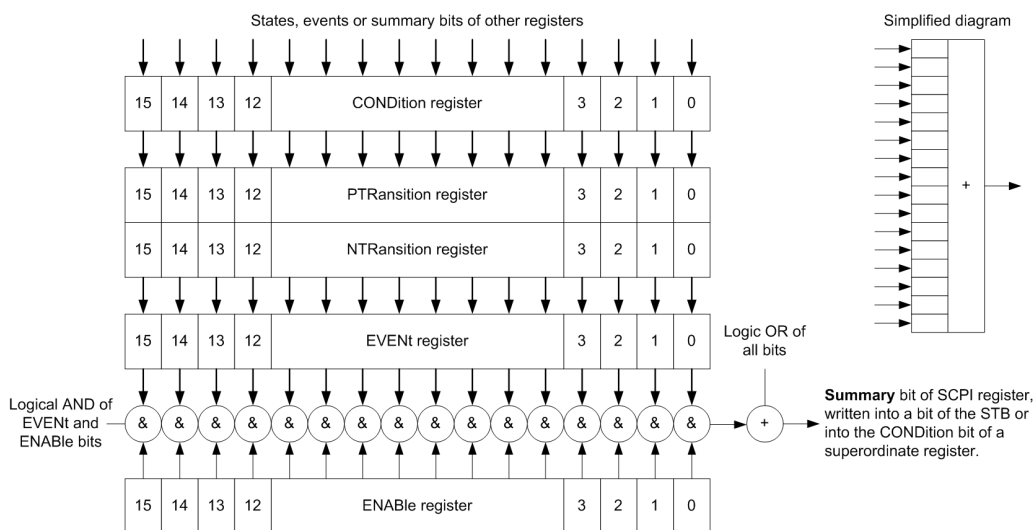 States, events or summary bits of other registers
Simplified diagram
15 14 13 12 CONDition register 3 2 1 0
15 14 13 12 PTRansition register 3 2 1 0
+
15 14 13 12 NTRansition register 3 2 1 0
15 14 13 12 EVENt register 3 2 1 0
Logic OR of
all bits
Logical AND of
EVENt and
ENABle bits
& & & & & & & & & & & & & & & &
+
Summary bit of SCPI register,
written into a bit of the STB or
into the CONDition bit of a
superordinate register.
15 14 13 12 ENABle register 3 2 1 0